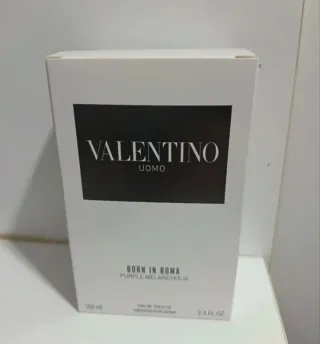 VALENTINO
UOMO
BORN IN ROMA
PURPLE MELANCHOLIA
100 ml
EAU DE TOILETTE
3.4 FL. OZ